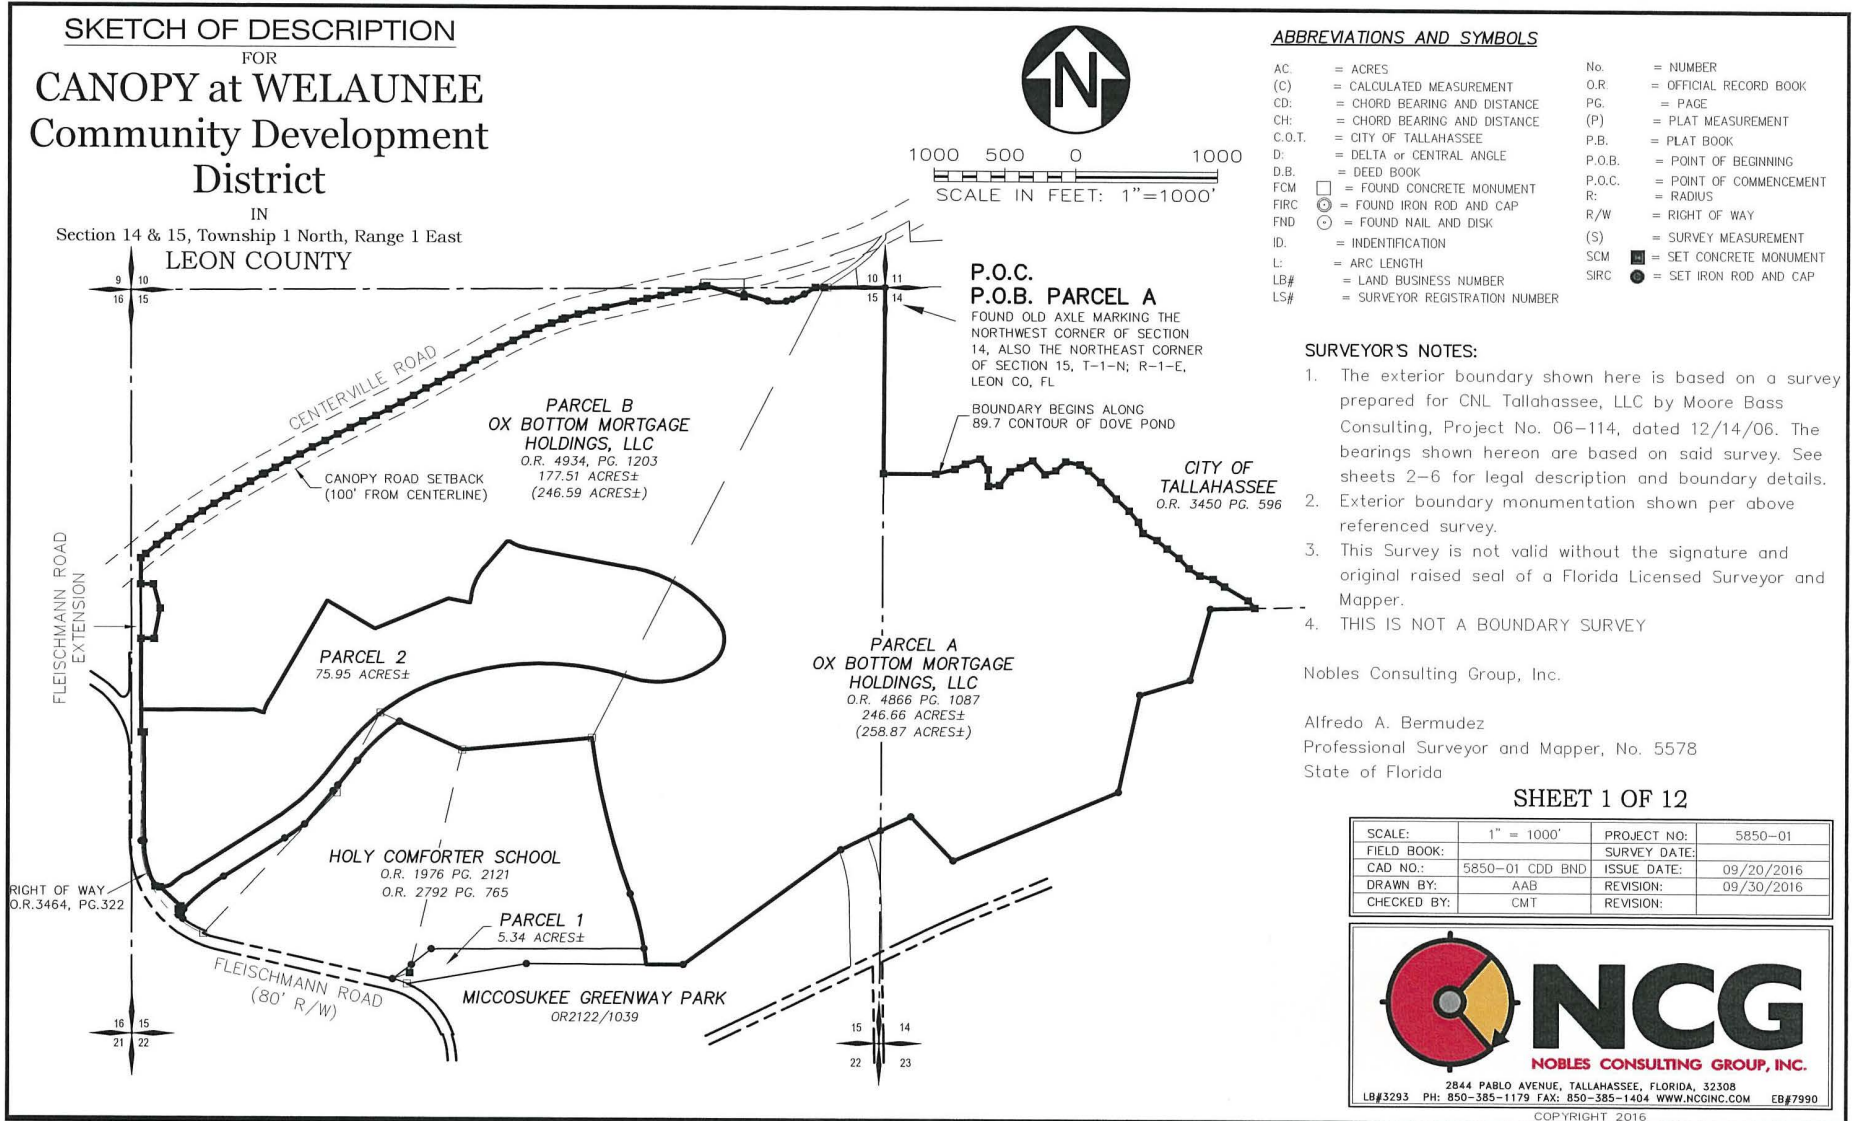 SKETCH OF DESCRIPTION
FOR
CANOPY at WELAUNEE
Community Development
District
IN
Section 14 & 15, Township 1 North, Range 1 East
LEON COUNTY
N
1000 500 0 1000
SCALE IN FEET: 1"=1000'
ABBREVIATIONS AND SYMBOLS
AC. = ACRES
(C) = CALCULATED MEASUREMENT
CD: = CHORD BEARING AND DISTANCE
CH: = CHORD BEARING AND DISTANCE
C.O.T. = CITY OF TALLAHASSEE
D: = DELTA or CENTRAL ANGLE
D.B. = DEED BOOK
FCM = FOUND CONCRETE MONUMENT
FIRC = FOUND IRON ROD AND CAP
FND = FOUND NAIL AND DISK
ID. = INDENTIFICATION
L: = ARC LENGTH
LB# = LAND BUSINESS NUMBER
LS# = SURVEYOR REGISTRATION NUMBER
No. = NUMBER
O.R. = OFFICIAL RECORD BOOK
PG. = PAGE
(P) = PLAT MEASUREMENT
P.B. = PLAT BOOK
P.O.B. = POINT OF BEGINNING
P.O.C. = POINT OF COMMENCEMENT
R: = RADIUS
R/W = RIGHT OF WAY
(S) = SURVEY MEASUREMENT
SCM = SET CONCRETE MONUMENT
SIRC = SET IRON ROD AND CAP
9 10
16 15
10 11
15 14
P.O.C.
P.O.B. PARCEL A
FOUND OLD AXLE MARKING THE
NORTHWEST CORNER OF SECTION
14, ALSO THE NORTHEAST CORNER
OF SECTION 15, T-1-N; R-1-E,
LEON CO, FL
BOUNDARY BEGINS ALONG
89.7 CONTOUR OF DOVE POND
CENTERVILLE ROAD
CANOPY ROAD SETBACK
(100' FROM CENTERLINE)
PARCEL B
OX BOTTOM MORTGAGE
HOLDINGS, LLC
O.R. 4934, PG. 1203
177.51 ACRES±
(246.59 ACRES±)
CITY OF
TALLAHASSEE
O.R. 3450 PG. 596
FLEISCHMANN ROAD
EXTENSION
PARCEL 2
75.95 ACRES±
PARCEL A
OX BOTTOM MORTGAGE
HOLDINGS, LLC
O.R. 4866 PG. 1087
246.66 ACRES±
(258.87 ACRES±)
HOLY COMFORTER SCHOOL
O.R. 1976 PG. 2121
O.R. 2792 PG. 765
RIGHT OF WAY
O.R.3464, PG.322
PARCEL 1
5.34 ACRES±
FLEISCHMANN ROAD
(80' R/W)
MICCOSUKEE GREENWAY PARK
OR2122/1039
16 15
21 22
15 14
22 23
SURVEYOR'S NOTES:
1. The exterior boundary shown here is based on a survey
prepared for CNL Tallahassee, LLC by Moore Bass
Consulting, Project No. 06-114, dated 12/14/06. The
bearings shown hereon are based on said survey. See
sheets 2-6 for legal description and boundary details.
2. Exterior boundary monumentation shown per above
referenced survey.
3. This Survey is not valid without the signature and
original raised seal of a Florida Licensed Surveyor and
Mapper.
4. THIS IS NOT A BOUNDARY SURVEY
Nobles Consulting Group, Inc.
Alfredo A. Bermudez
Professional Surveyor and Mapper, No. 5578
State of Florida
SHEET 1 OF 12
SCALE: 1" = 1000' PROJECT NO: 5850-01
FIELD BOOK: SURVEY DATE:
CAD NO.: 5850-01 CDD BND ISSUE DATE: 09/20/2016
DRAWN BY: AAB REVISION: 09/30/2016
CHECKED BY: CMT REVISION:
NCG
NOBLES CONSULTING GROUP, INC.
2844 PABLO AVENUE, TALLAHASSEE, FLORIDA, 32308
LB#3293 PH: 850-385-1179 FAX: 850-385-1404 WWW.NCGINC.COM EB#7990
COPYRIGHT 2016